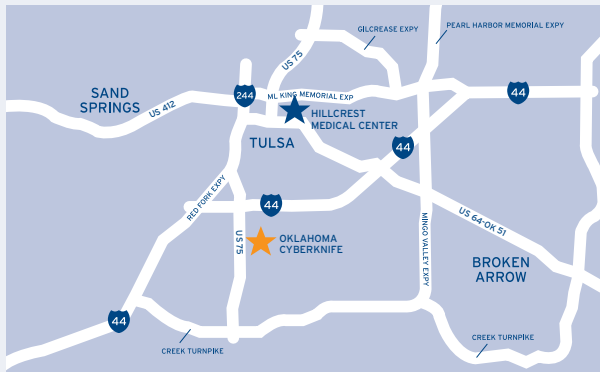 GILCREASE EXPY
PEARL HARBOR MEMORIAL EXPY
US 75
SAND
SPRINGS
US 412
244
ML KING MEMORIAL EXP
44
HILLCREST
MEDICAL CENTER
TULSA
44
RED FORK EXPY
44
US 75
OKLAHOMA
CYBERKNIFE
MINGO VALLEY EXPY
US 64-OK 51
BROKEN
ARROW
44
CREEK TURNPIKE
CREEK TURNPIKE